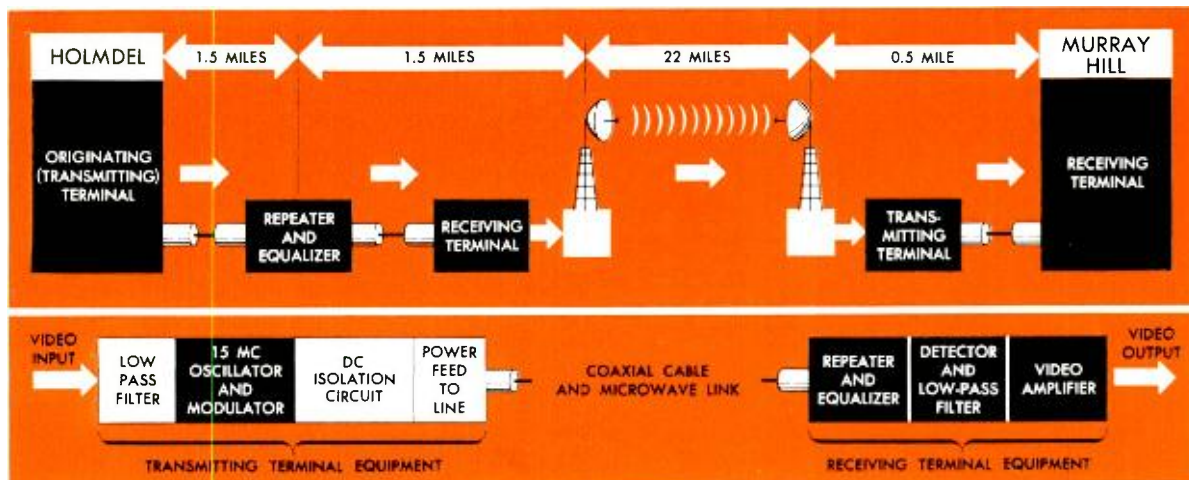 HOLMDEL
1.5 MILES
1.5 MILES
22 MILES
0.5 MILE
MURRAY
HILL
ORIGINATING
(TRANSMITTING)
TERMINAL
REPEATER
AND
EQUALIZER
RECEIVING
TERMINAL
TRANS-
MITTING
TERMINAL
RECEIVING
TERMINAL
VIDEO
INPUT
LOW
PASS
FILTER
15 MC
OSCILLATOR
AND
MODULATOR
DC
ISOLATION
CIRCUIT
POWER
FEED
TO
LINE
COAXIAL CABLE
AND MICROWAVE LINK
REPEATER
AND
EQUALIZER
DETECTOR
AND
LOW-PASS
FILTER
VIDEO
AMPLIFIER
VIDEO
OUTPUT
TRANSMITTING TERMINAL EQUIPMENT
RECEIVING TERMINAL EQUIPMENT